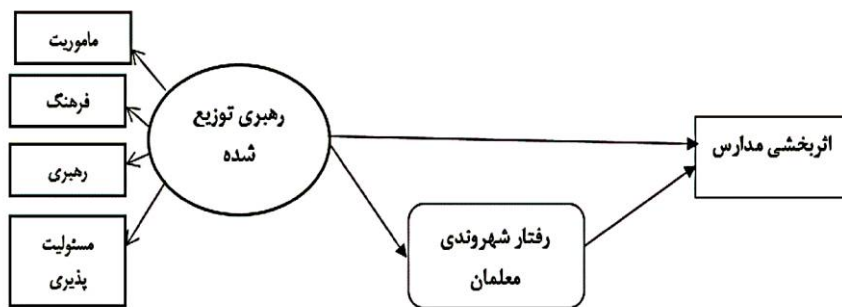 ماموریت
فرهنگ
رهبری
مسئولیت
پذیری
رهبری توزیع
شده
رفتار شهروندی
معلمان
اثربخشی مدارس